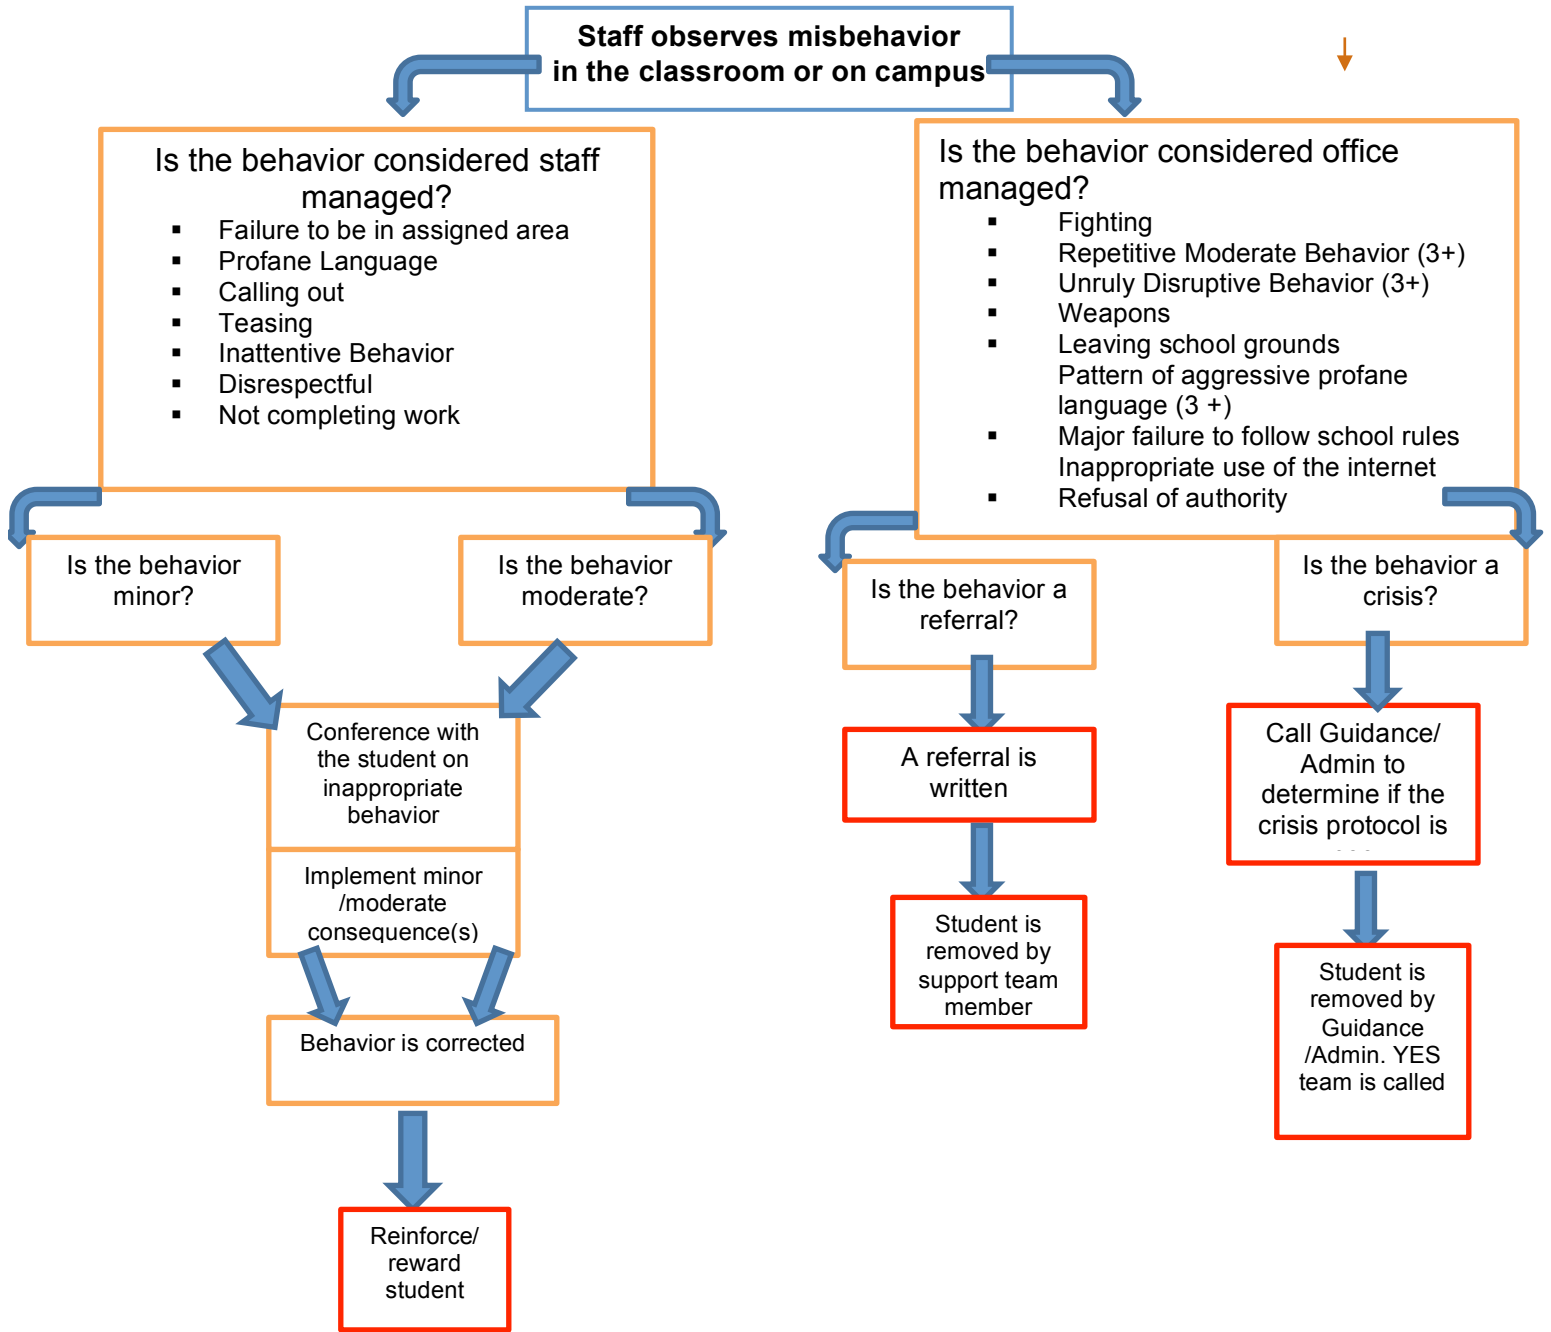 Staff observes misbehavior
in the classroom or on campus
Is the behavior considered staff
managed?
▪ Failure to be in assigned area
▪ Profane Language
▪ Calling out
▪ Teasing
▪ Inattentive Behavior
▪ Disrespectful
▪ Not completing work
Is the behavior considered office
managed?
▪ Fighting
▪ Repetitive Moderate Behavior (3+)
▪ Unruly Disruptive Behavior (3+)
▪ Weapons
▪ Leaving school grounds
Pattern of aggressive profane
language (3 +)
▪ Major failure to follow school rules
Inappropriate use of the internet
▪ Refusal of authority
Is the behavior
minor?
Is the behavior
moderate?
Is the behavior a
referral?
Is the behavior a
crisis?
Conference with
the student on
inappropriate
behavior
Implement minor
/moderate
consequence(s)
Behavior is corrected
Reinforce/
reward
student
A referral is
written
Student is
removed by
support team
member
Call Guidance/
Admin to
determine if the
crisis protocol is
Student is
removed by
Guidance
/Admin. YES
team is called